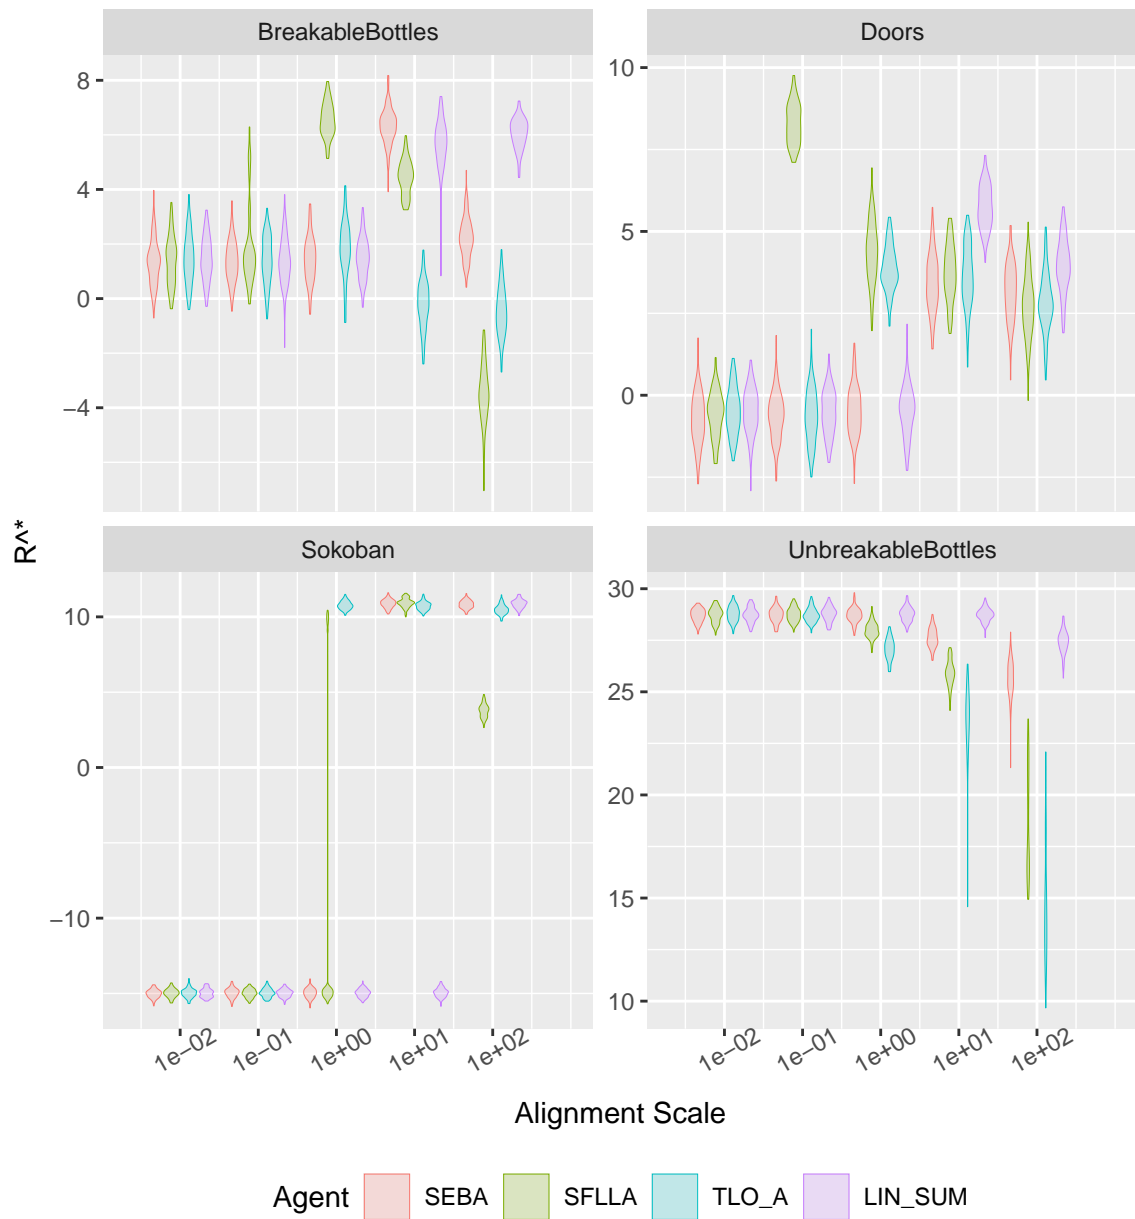 BreakableBottles Doors
8
4
0
−4
10
5
0
R^*
Sokoban UnbreakableBottles
10
0
−10
30
25
20
15
10
1e−02 1e−01 1e+00 1e+01 1e+02 1e−02 1e−01 1e+00 1e+01 1e+02
Alignment Scale
Agent SEBA SFLLA TLO_A LIN_SUM